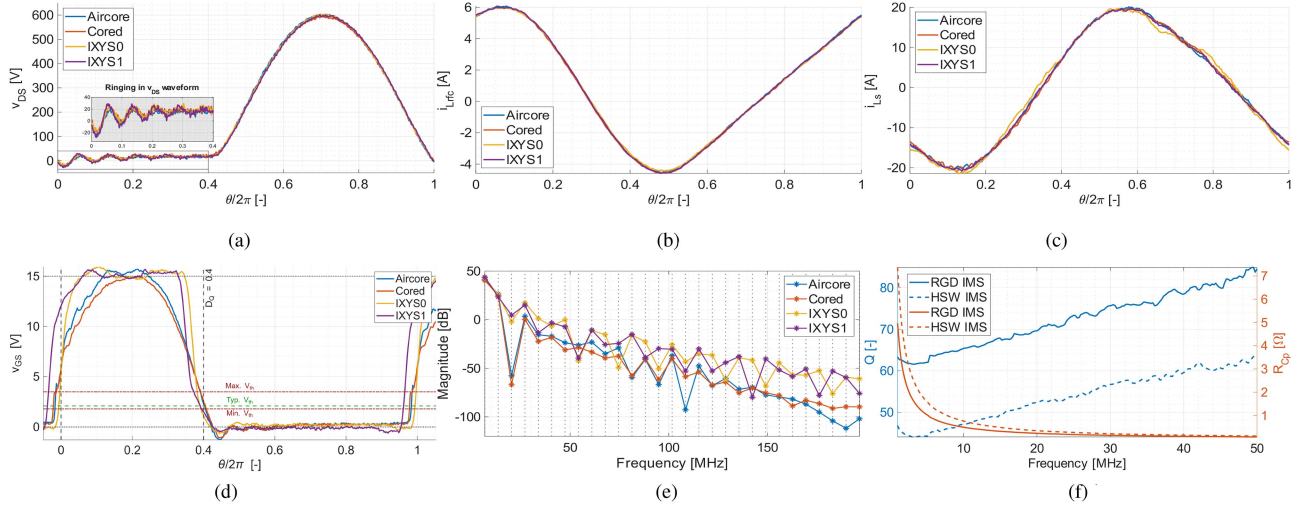 600
500
400
300
200
100
0
v_DS [V]
Aircore
Cored
IXYS0
IXYS1
Ringing in v_DS waveform
40
20
0
-20
0 0.1 0.2 0.3 0.4
0 0.2 0.4 0.6 0.8 1
θ/2π [-]
(a)
6
4
2
0
-2
-4
i_Lrfc [A]
Aircore
Cored
IXYS0
IXYS1
0 0.2 0.4 0.6 0.8 1
θ/2π [-]
(b)
20
10
0
-10
-20
i_Ls [A]
Aircore
Cored
IXYS0
IXYS1
0 0.2 0.4 0.6 0.8 1
θ/2π [-]
(c)
15
10
5
0
v_GS [V]
D_Q = 0.4
Aircore
Cored
IXYS0
IXYS1
Max. V_th
Typ. V_th
Min. V_th
0 0.2 0.4 0.6 0.8 1
θ/2π [-]
(d)
50
0
-50
-100
Magnitude [dB]
Aircore
Cored
IXYS0
IXYS1
50 100 150
Frequency [MHz]
(e)
80
70
60
50
Q [-]
RGD IMS
HSW IMS
RGD IMS
HSW IMS
7
6
5
4
3
2
1
R_Cp [Ω]
10 20 30 40 50
Frequency [MHz]
(f)